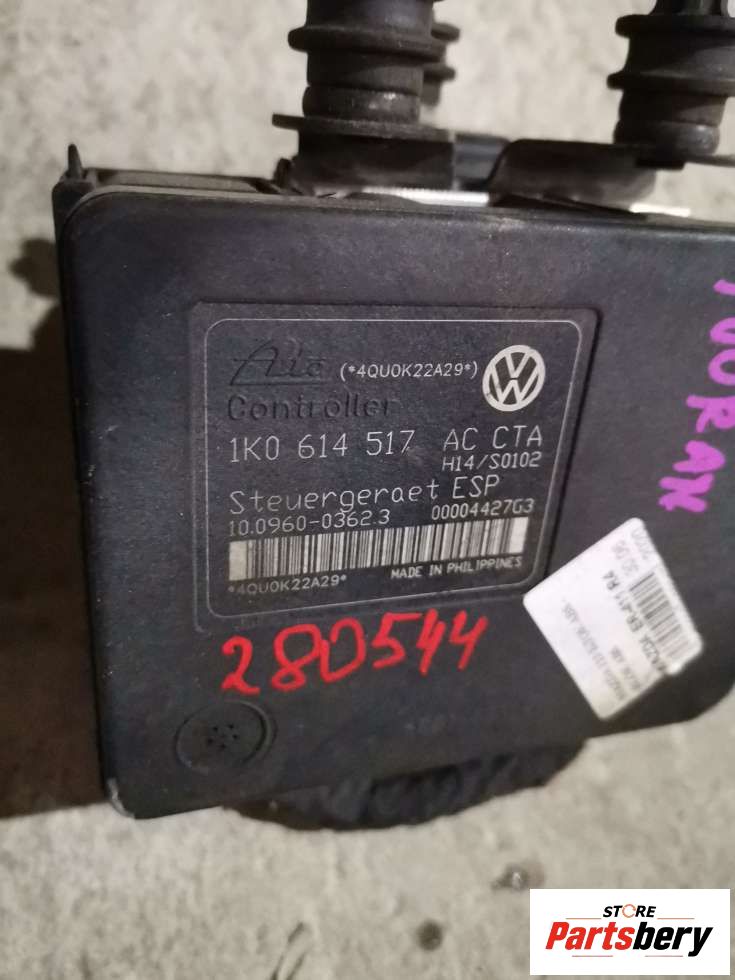 Ate (*4QU0K22A29*)
Controller
1K0 614 517 AC CTA
H14/S0102
Steuergeraet ESP
10.0960-0362.3 00004427G3
*4QU0K22A29* MADE IN PHILIPPINES
280544
TOURAN
STORE
Partsbery